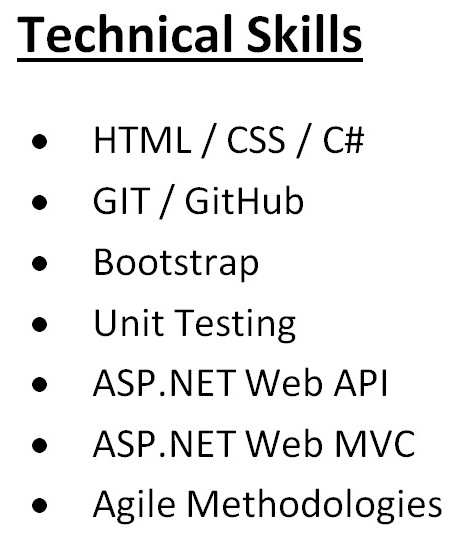 Technical Skills
• HTML / CSS / C#
• GIT / GitHub
• Bootstrap
• Unit Testing
• ASP.NET Web API
• ASP.NET Web MVC
• Agile Methodologies